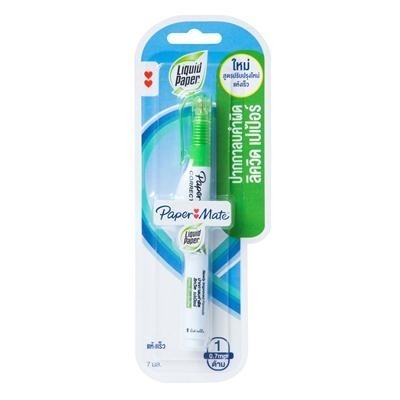 Liquid
Paper
ใหม่
สูตรปรับปรุงใหม่
แห้งเร็ว
ปากกาลบคำผิด
ลิควิด เปเปอร์
Paper Mate
CORRECT
Paper Mate
Liquid
Paper
แห้งเร็ว
7 มล.
1
0.7mm
ด้าม